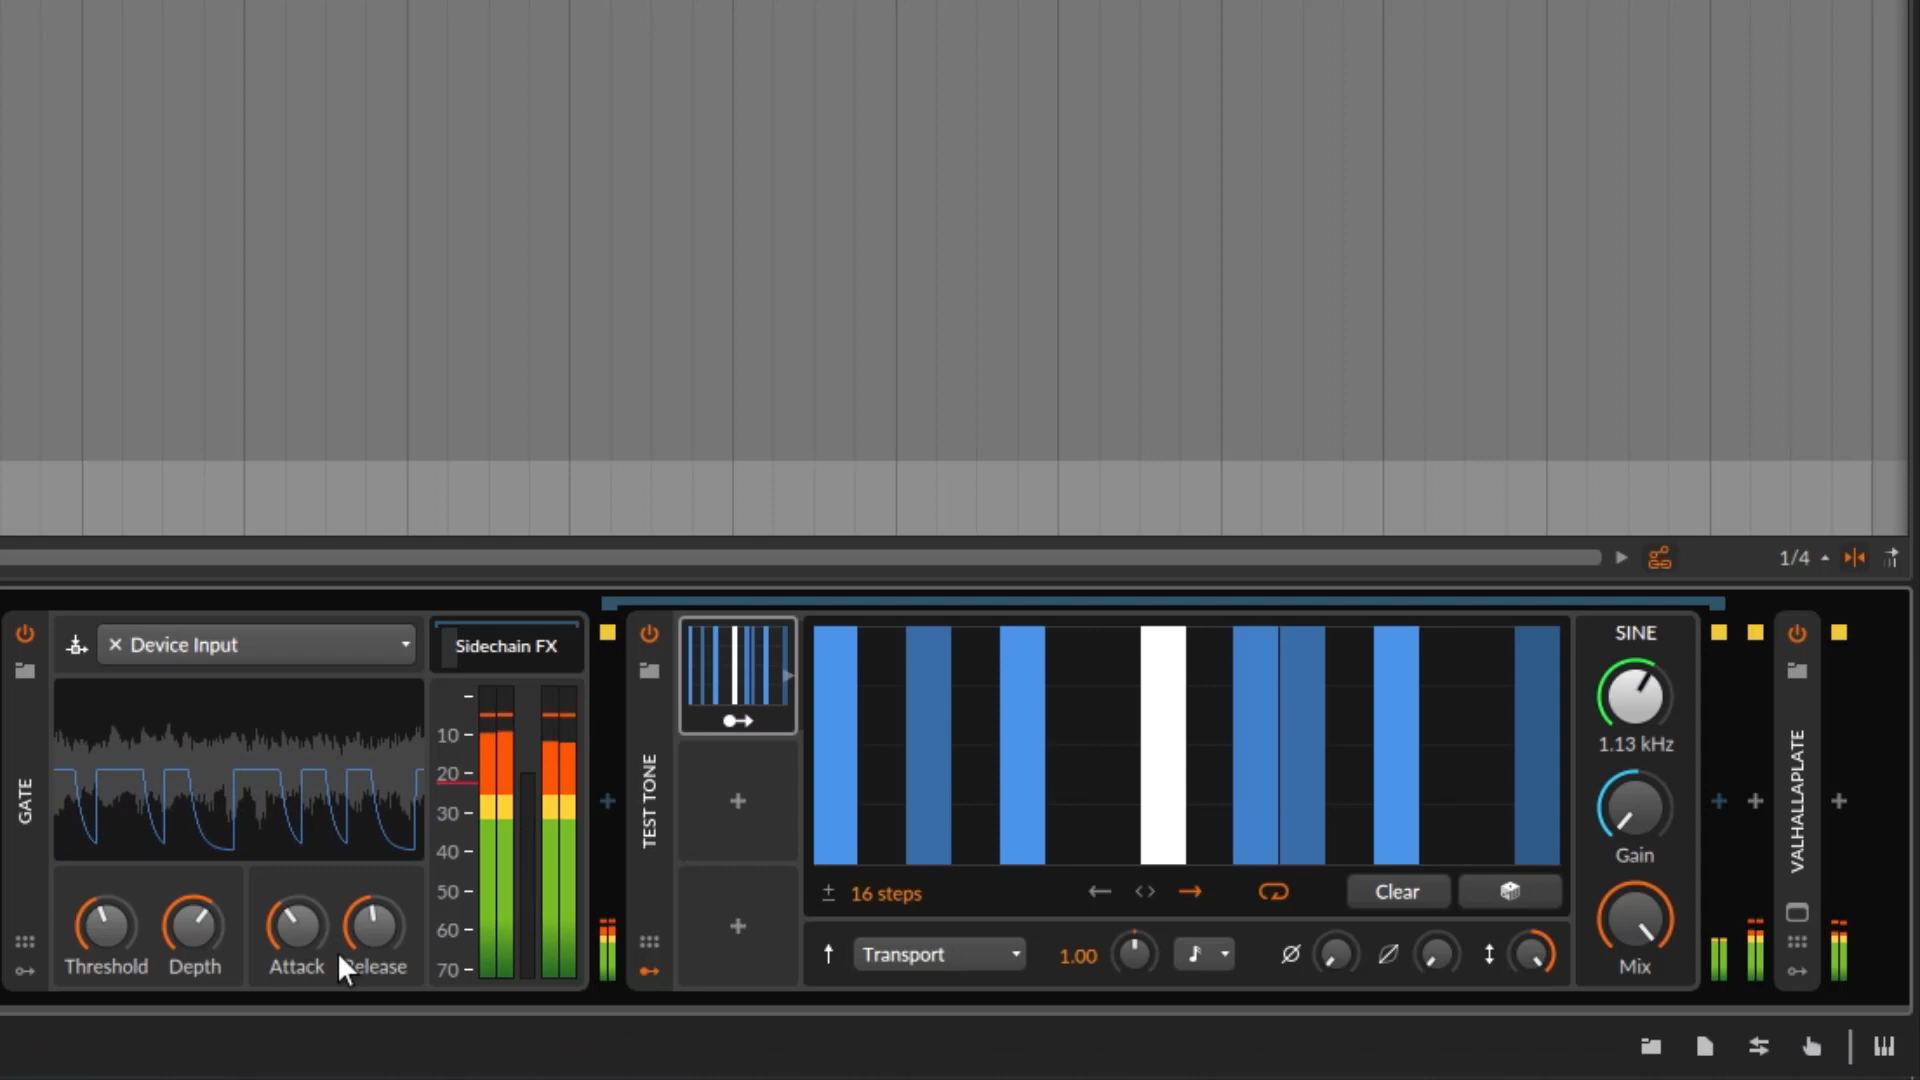 1/4
GATE
× Device Input
Sidechain FX
10
20
30
40
50
60
70
Threshold
Depth
Attack
elease
TEST TONE
± 16 steps
Clear
Transport
1.00
SINE
1.13 kHz
Gain
Mix
VALHALLAPLATE